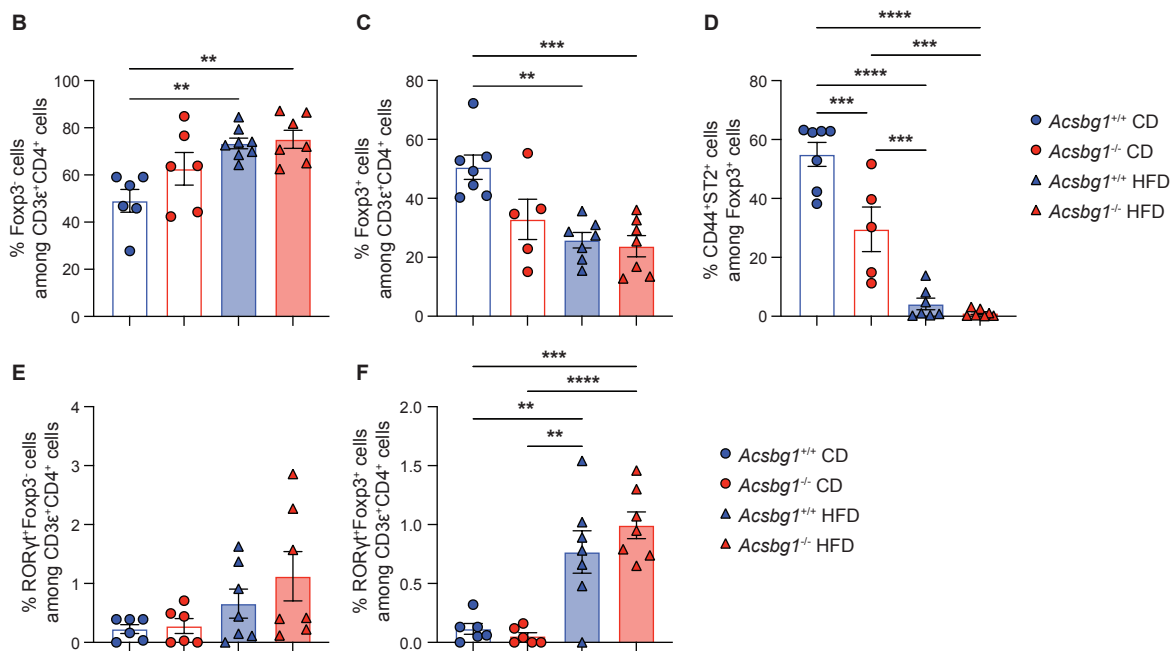 B
**
**
% Foxp3⁻ cells
among CD3ε⁺CD4⁺ cells
100
80
60
40
20
0
C
***
**
% Foxp3⁺ cells
among CD3ε⁺CD4⁺ cells
80
60
40
20
0
D
****
***
****
***
***
% CD44⁺ST2⁺ cells
among Foxp3⁺ cells
80
60
40
20
0
Acsbg1⁺/⁺ CD
Acsbg1⁻/⁻ CD
Acsbg1⁺/⁺ HFD
Acsbg1⁻/⁻ HFD
E
% RORγt⁺Foxp3⁻ cells
among CD3ε⁺CD4⁺ cells
4
3
2
1
0
F
***
****
**
**
% RORγt⁺Foxp3⁺ cells
among CD3ε⁺CD4⁺ cells
2.0
1.5
1.0
0.5
0.0
Acsbg1⁺/⁺ CD
Acsbg1⁻/⁻ CD
Acsbg1⁺/⁺ HFD
Acsbg1⁻/⁻ HFD